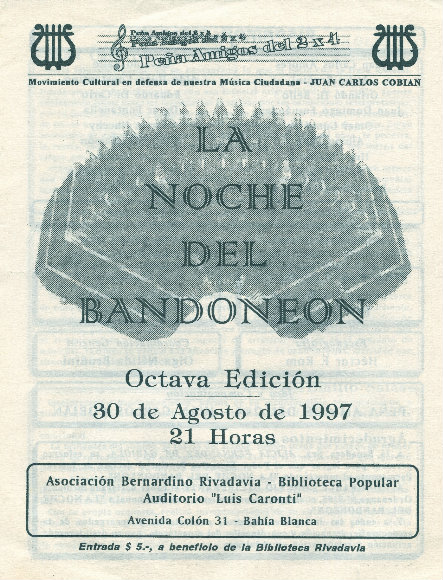 Peña Amigos del 2 x 4
Movimiento Cultural en defensa de nuestra Música Ciudadana - JUAN CARLOS COBIAN
LA
NOCHE
DEL
BANDONEON
Octava Edición
30 de Agosto de 1997
21 Horas
Asociación Bernardino Rivadavia - Biblioteca Popular
Auditorio "Luis Caronti"
Avenida Colón 31 - Bahía Blanca
Entrada $ 5.-, a beneficio de la Biblioteca Rivadavia